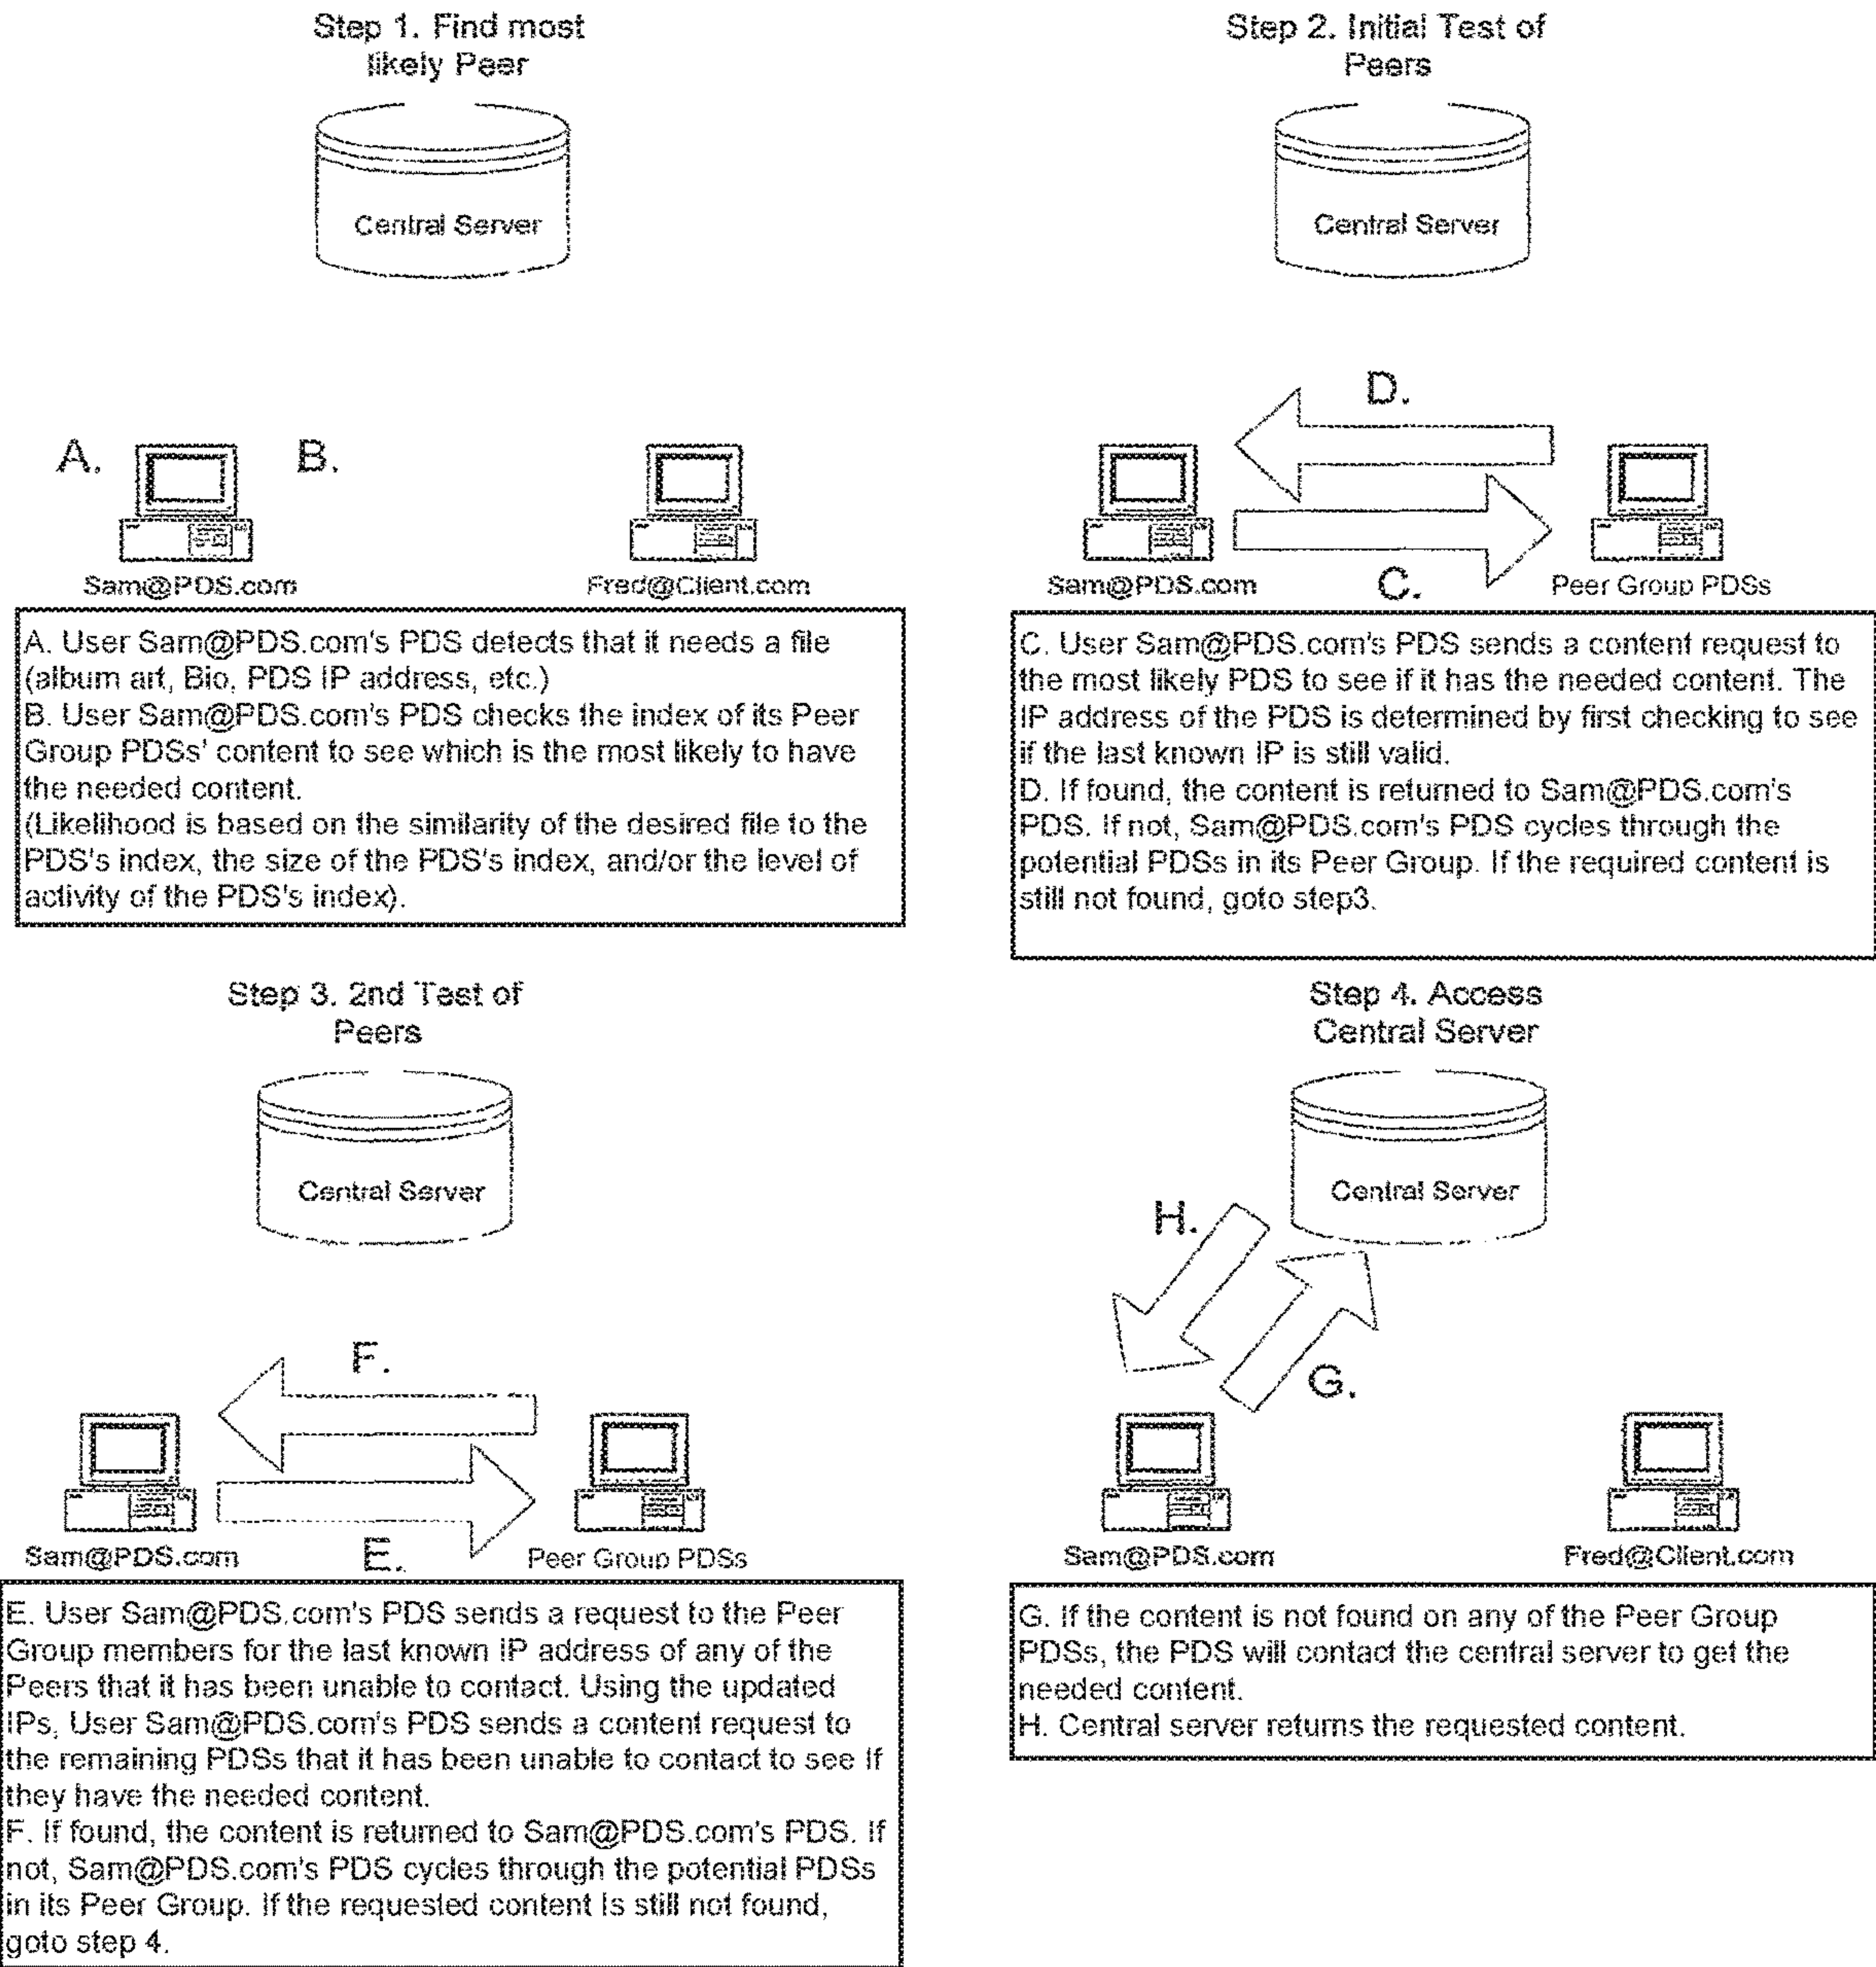 Step 1. Find most
likely Peer
Central Server
A.
B.
Sam@PDS.com
Fred@Client.com
A. User Sam@PDS.com's PDS detects that it needs a file
(album art, Bio, PDS IP address, etc.)
B. User Sam@PDS.com's PDS checks the index of its Peer
Group PDSs' content to see which is the most likely to have
the needed content.
(Likelihood is based on the similarity of the desired file to the
PDS's index, the size of the PDS's index, and/or the level of
activity of the PDS's index).
Step 2. Initial Test of
Peers
Central Server
D.
C.
Sam@PDS.com
Peer Group PDSs
C. User Sam@PDS.com's PDS sends a content request to
the most likely PDS to see if it has the needed content. The
IP address of the PDS is determined by first checking to see
if the last known IP is still valid.
D. If found, the content is returned to Sam@PDS.com's
PDS. If not, Sam@PDS.com's PDS cycles through the
potential PDSs in its Peer Group. If the required content is
still not found, goto step3.
Step 3. 2nd Test of
Peers
Central Server
F.
E.
Sam@PDS.com
Peer Group PDSs
E. User Sam@PDS.com's PDS sends a request to the Peer
Group members for the last known IP address of any of the
Peers that it has been unable to contact. Using the updated
IPs, User Sam@PDS.com's PDS sends a content request to
the remaining PDSs that it has been unable to contact to see if
they have the needed content.
F. If found, the content is returned to Sam@PDS.com's PDS. If
not, Sam@PDS.com's PDS cycles through the potential PDSs
in its Peer Group. If the requested content is still not found,
goto step 4.
Step 4. Access
Central Server
Central Server
H.
G.
Sam@PDS.com
Fred@Client.com
G. If the content is not found on any of the Peer Group
PDSs, the PDS will contact the central server to get the
needed content.
H. Central server returns the requested content.